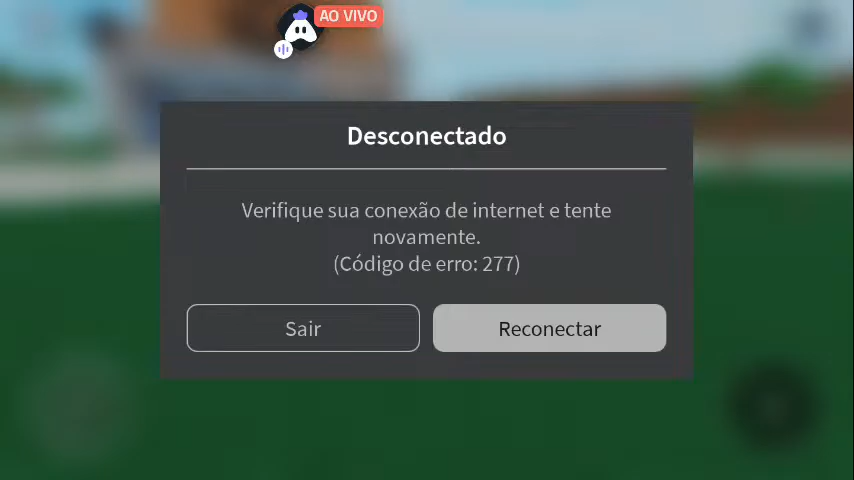 AO VIVO
Desconectado
Verifique sua conexão de internet e tente
novamente.
(Código de erro: 277)
Sair
Reconectar